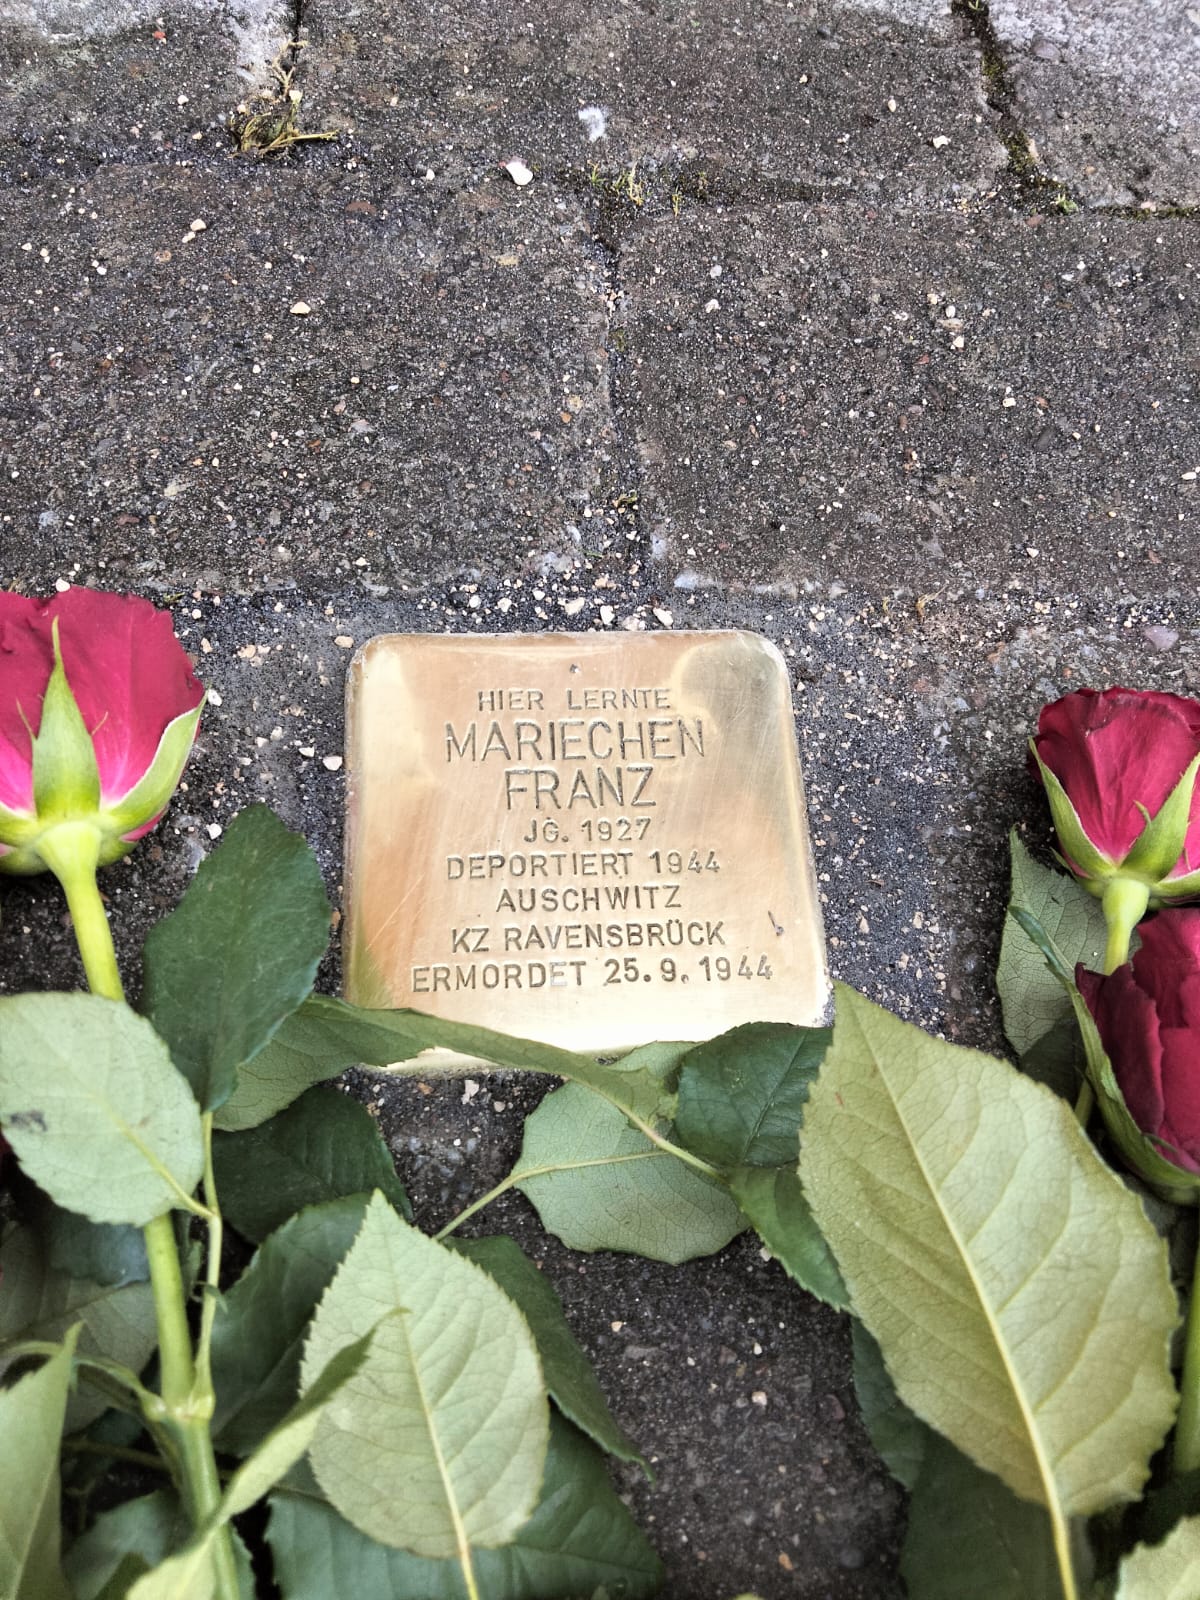 HIER LERNTE
MARIECHEN
FRANZ
JG. 1927
DEPORTIERT 1944
AUSCHWITZ
KZ RAVENSBRÜCK
ERMORDET 25.9.1944